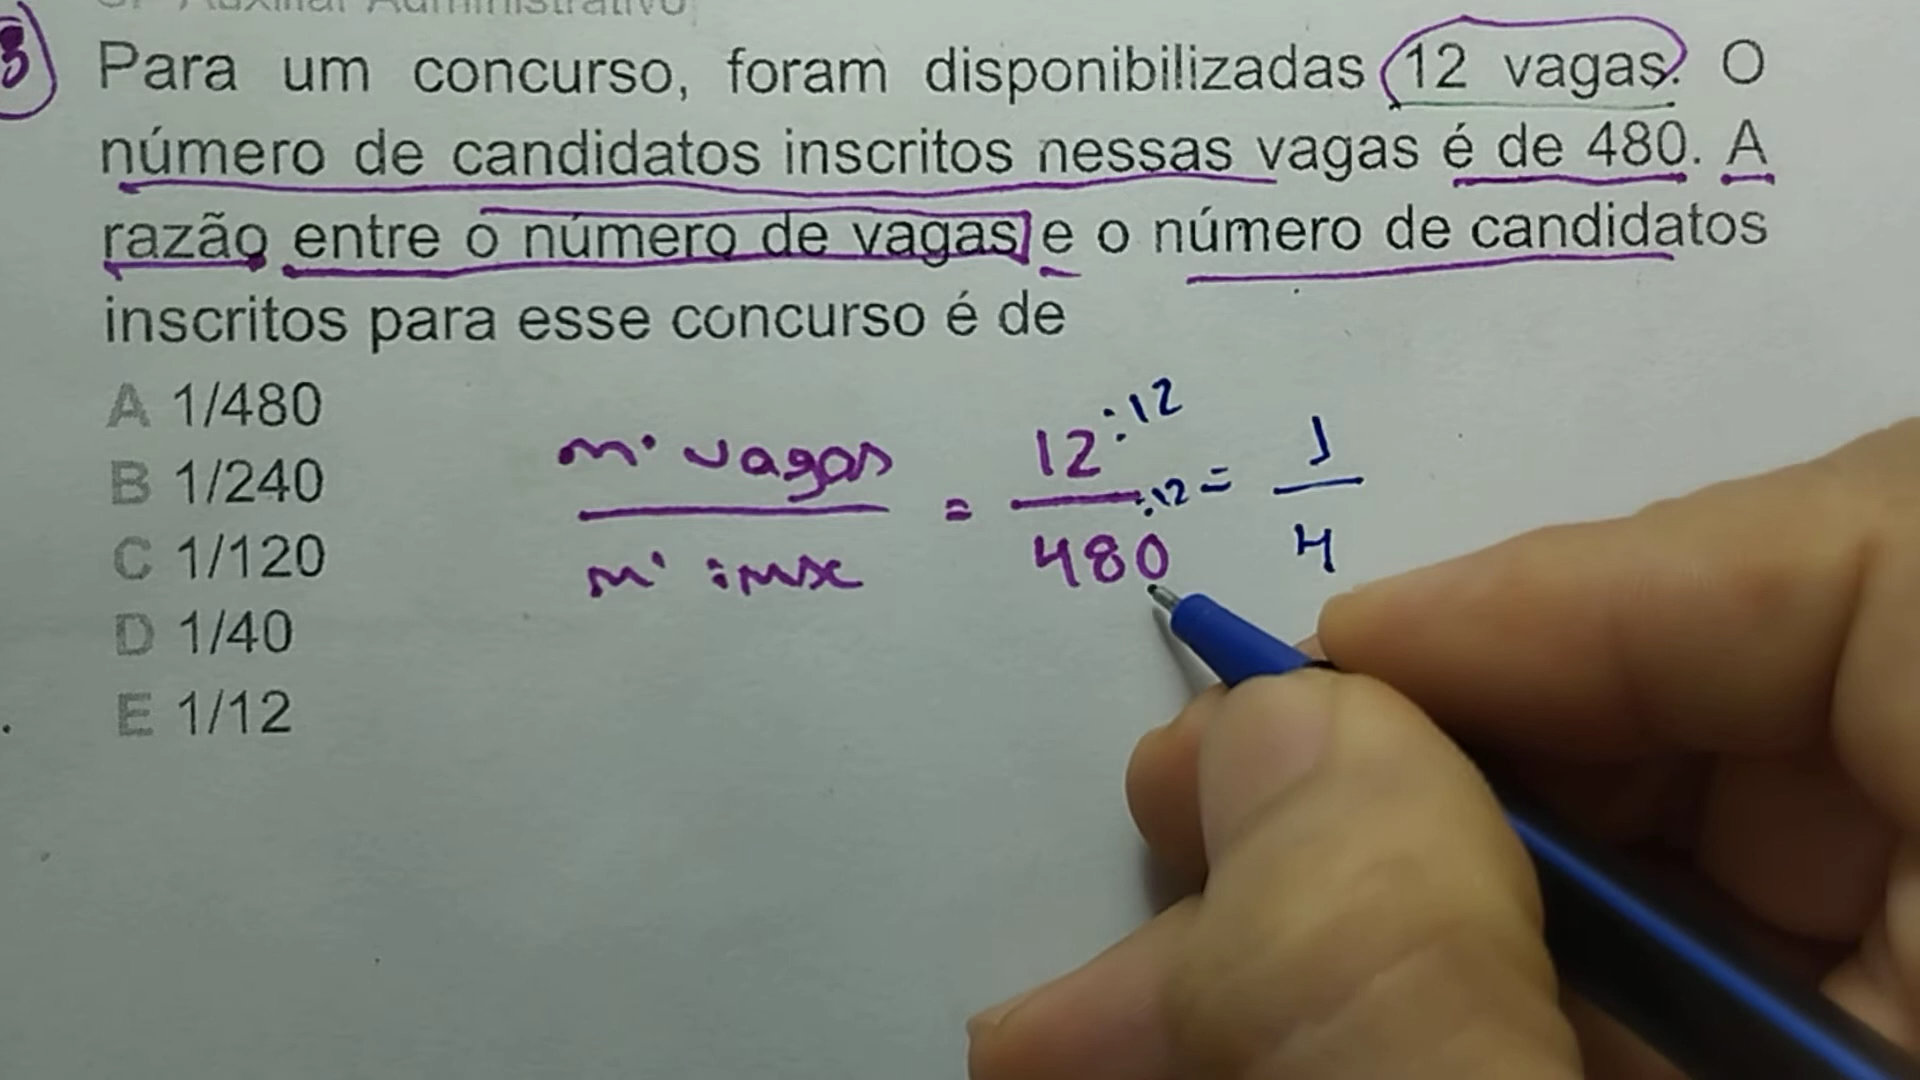 Auxiliar Administrativo
3
Para um concurso, foram disponibilizadas 12 vagas. O
número de candidatos inscritos nessas vagas é de 480. A
razão entre o número de vagas e o número de candidatos
inscritos para esse concurso é de
A 1/480
B 1/240
C 1/120
D 1/40
E 1/12
nº vagas = 12 :12 = 1
nº insc 480 :12 4